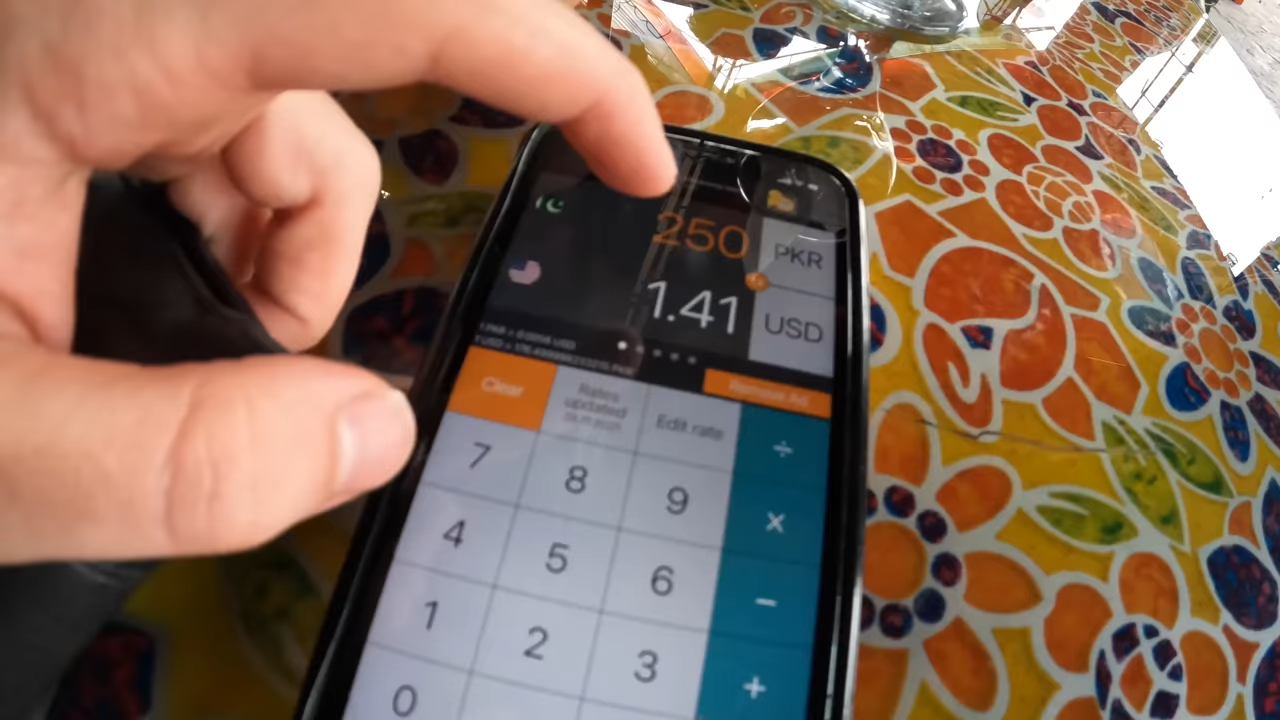 250 PKR
1.41 USD
Clear
Rates updated
Edit rate
÷
7 8 9
×
4 5 6
−
1 2 3
+
0